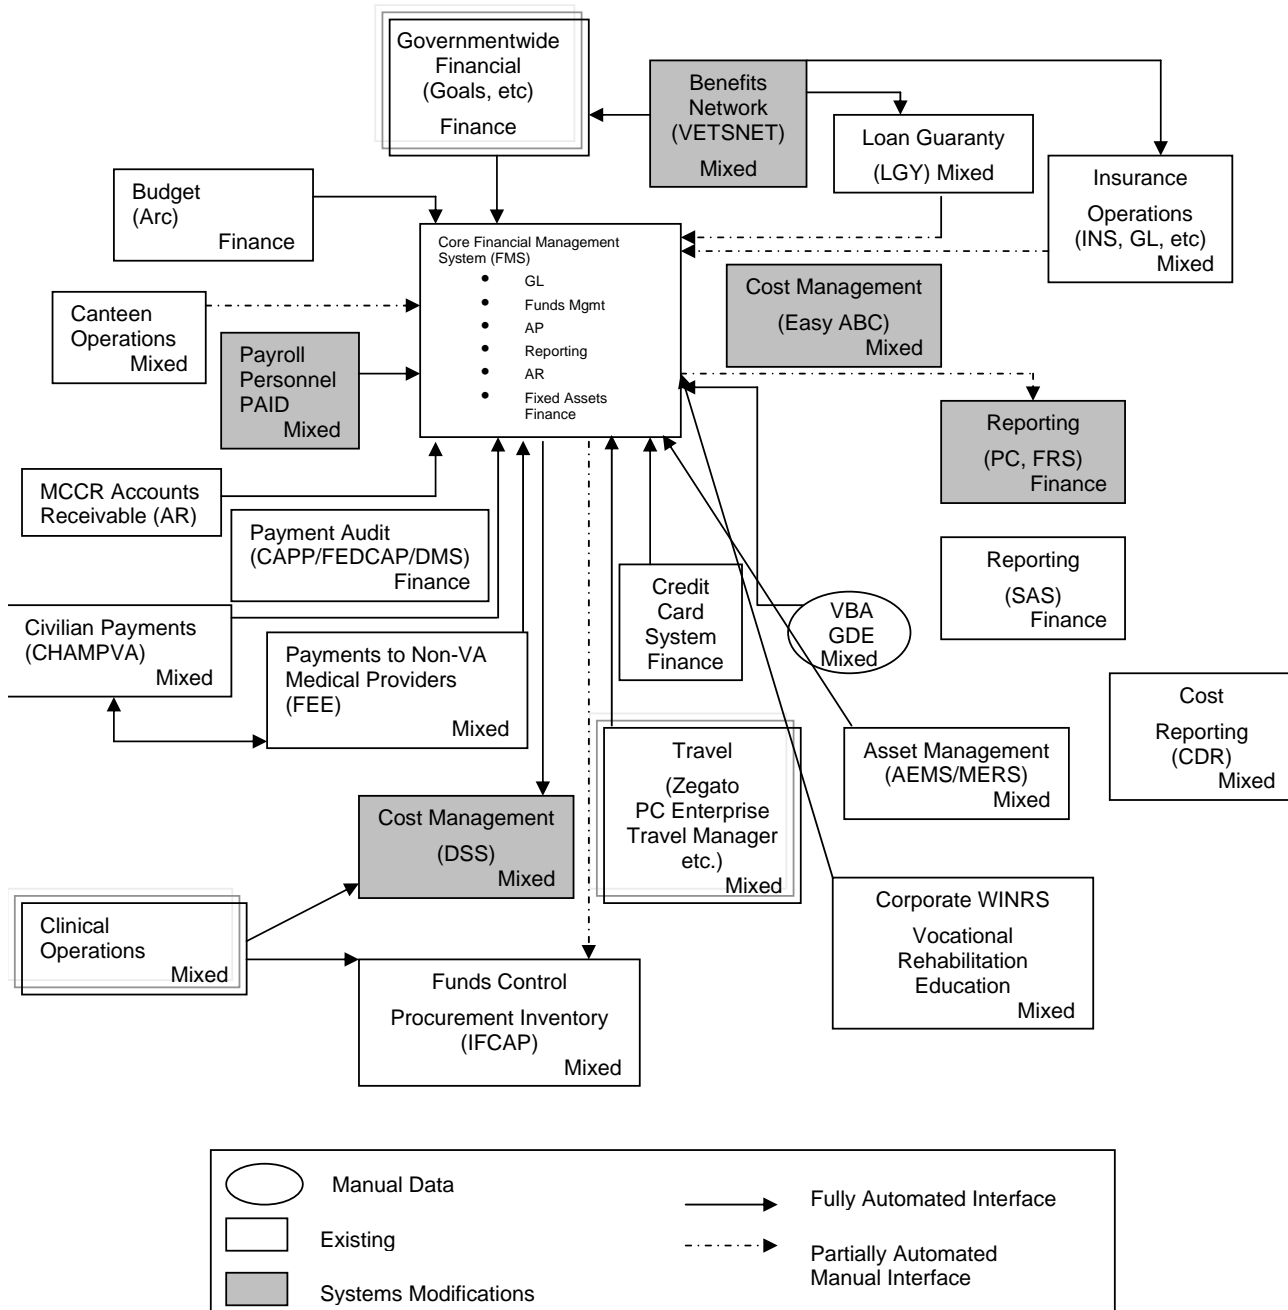 Governmentwide
Financial
(Goals, etc)
Finance
Benefits
Network
(VETSNET)
Mixed
Loan Guaranty
(LGY) Mixed
Insurance
Operations
(INS, GL, etc)
Mixed
Budget
(Arc)
Finance
Core Financial Management
System (FMS)
• GL
• Funds Mgmt
• AP
• Reporting
• AR
• Fixed Assets
Finance
Cost Management
(Easy ABC)
Mixed
Canteen
Operations
Mixed
Payroll
Personnel
PAID
Mixed
Reporting
(PC, FRS)
Finance
MCCR Accounts
Receivable (AR)
Payment Audit
(CAPP/FEDCAP/DMS)
Finance
Reporting
(SAS)
Finance
Credit
Card
System
Finance
VBA
GDE
Mixed
Civilian Payments
(CHAMPVA)
Mixed
Payments to Non-VA
Medical Providers
(FEE)
Mixed
Cost
Reporting
(CDR)
Mixed
Travel
(Zegato
PC Enterprise
Travel Manager
etc.)
Mixed
Asset Management
(AEMS/MERS)
Mixed
Cost Management
(DSS)
Mixed
Clinical
Operations
Mixed
Corporate WINRS
Vocational
Rehabilitation
Education
Mixed
Funds Control
Procurement Inventory
(IFCAP)
Mixed
Manual Data
Fully Automated Interface
Existing
Partially Automated
Manual Interface
Systems Modifications